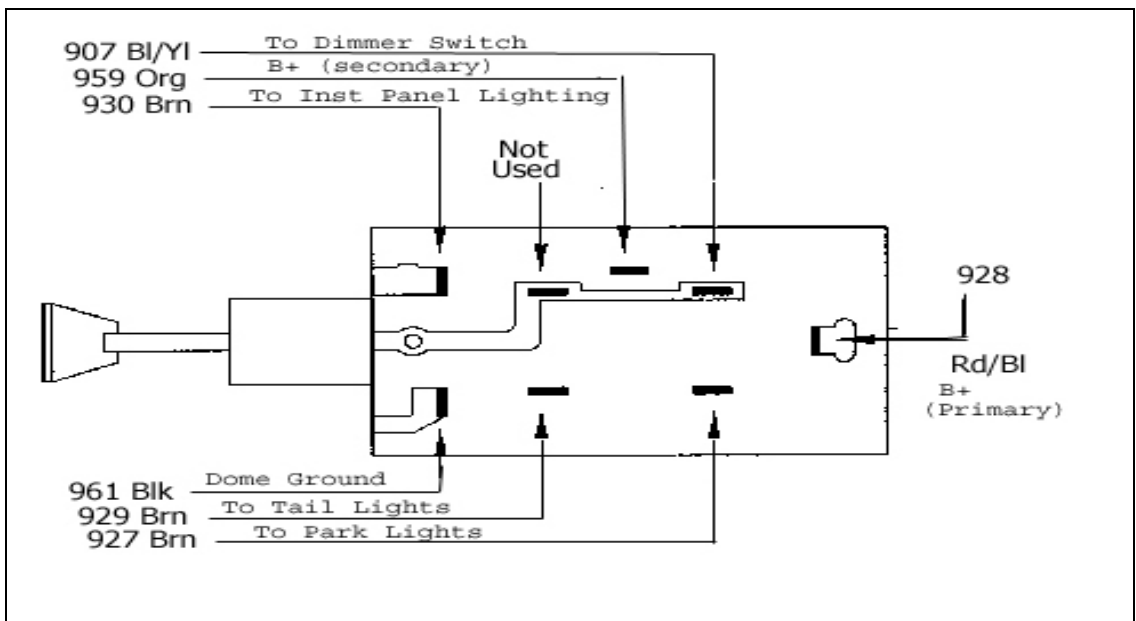 907 Bl/Yl To Dimmer Switch
959 Org B+ (secondary)
930 Brn To Inst Panel Lighting
Not
Used
928
Rd/Bl
B+
(Primary)
961 Blk Dome Ground
929 Brn To Tail Lights
927 Brn To Park Lights